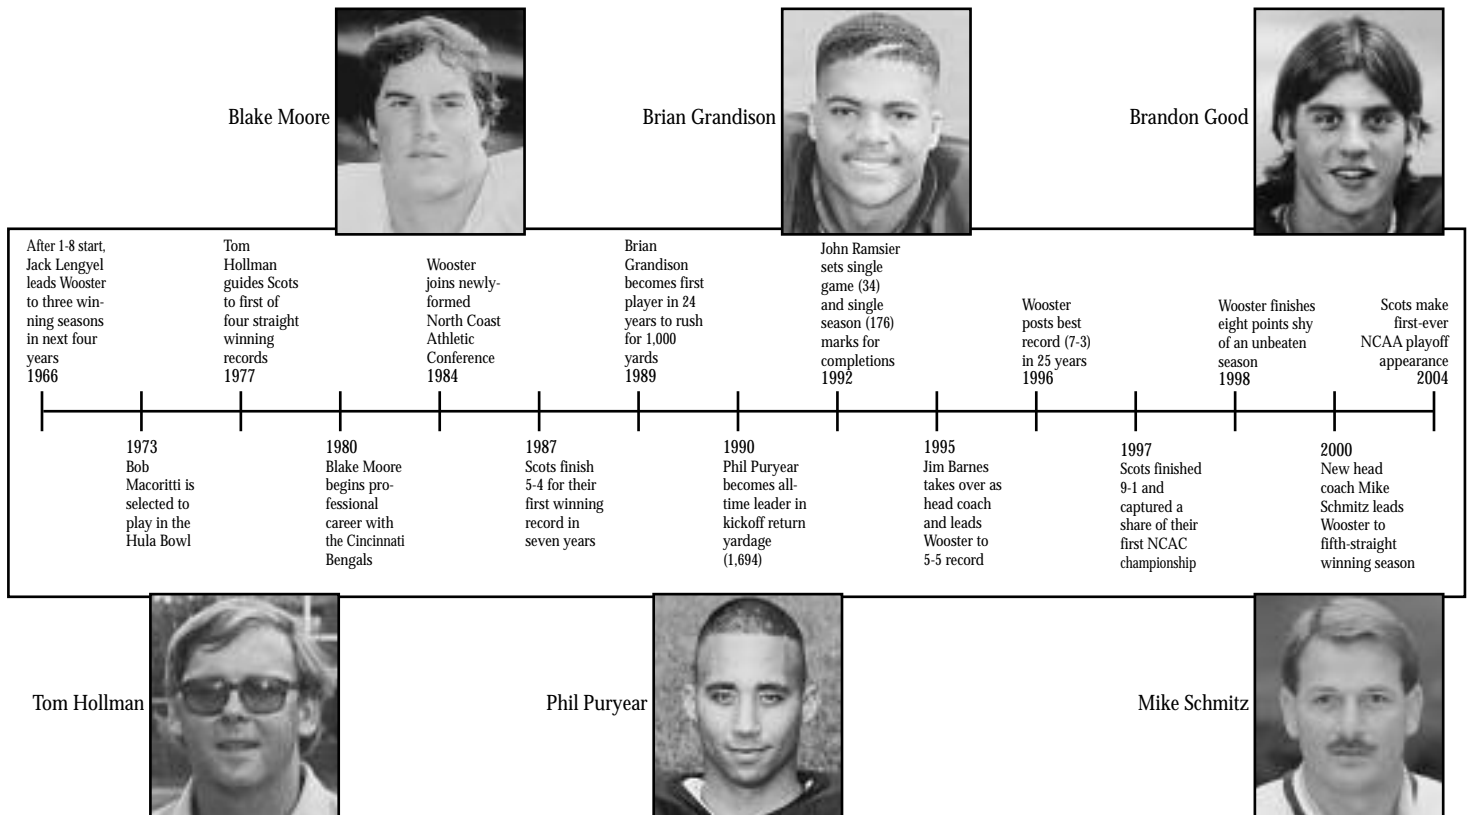 Blake Moore
Brian Grandison
Brandon Good
After 1-8 start,
Jack Lengyel
leads Wooster
to three win-
ning seasons
in next four
years
1966
Tom
Hollman
guides Scots
to first of
four straight
winning
records
1977
Wooster
joins newly-
formed
North Coast
Athletic
Conference
1984
Brian
Grandison
becomes first
player in 24
years to rush
for 1,000
yards
1989
John Ramsier
sets single
game (34)
and single
season (176)
marks for
completions
1992
Wooster
posts best
record (7-3)
in 25 years
1996
Wooster finishes
eight points shy
of an unbeaten
season
1998
Scots make
first-ever
NCAA playoff
appearance
2004
1973
Bob
Macoritti is
selected to
play in the
Hula Bowl
1980
Blake Moore
begins pro-
fessional
career with
the Cincinnati
Bengals
1987
Scots finish
5-4 for their
first winning
record in
seven years
1990
Phil Puryear
becomes all-
time leader in
kickoff return
yardage
(1,694)
1995
Jim Barnes
takes over as
head coach
and leads
Wooster to
5-5 record
1997
Scots finished
9-1 and
captured a
share of their
first NCAC
championship
2000
New head
coach Mike
Schmitz leads
Wooster to
fifth-straight
winning season
Tom Hollman
Phil Puryear
Mike Schmitz